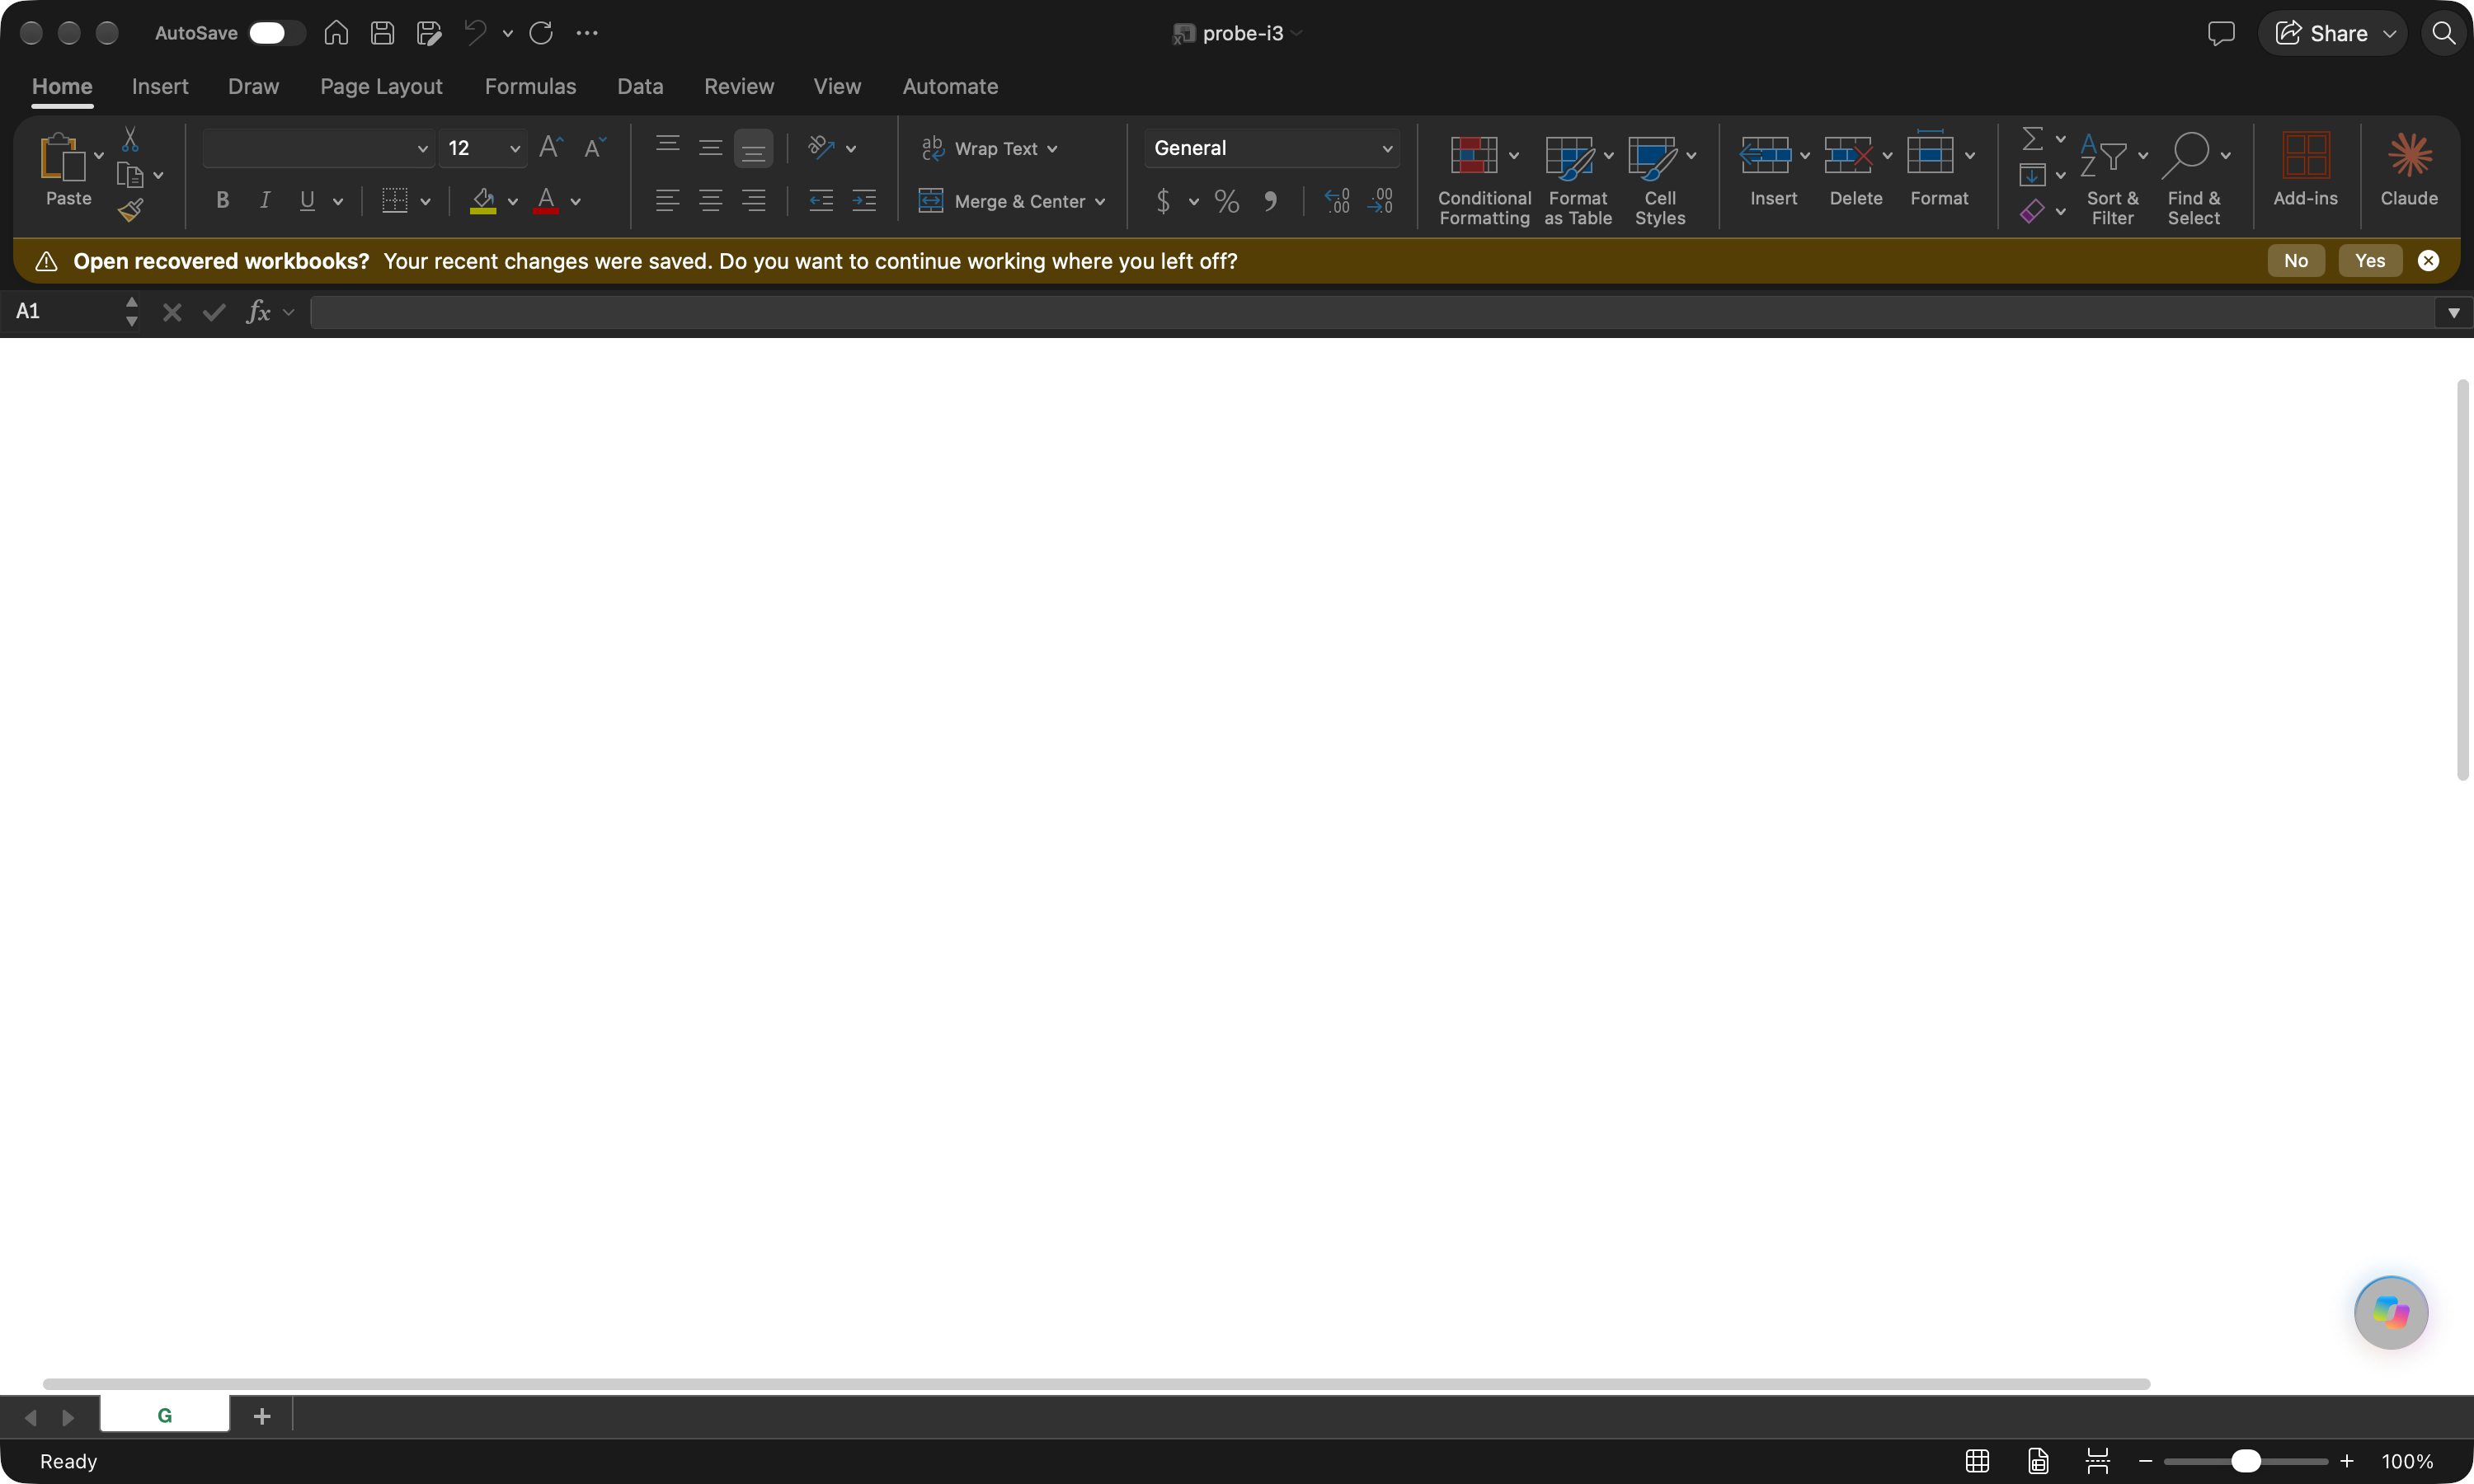 AutoSave
probe-i3
Share
Home Insert Draw Page Layout Formulas Data Review View Automate
Paste
12
B I U
Wrap Text
Merge & Center
General
Conditional Formatting
Format as Table
Cell Styles
Insert
Delete
Format
Sort & Filter
Find & Select
Add-ins
Claude
Open recovered workbooks? Your recent changes were saved. Do you want to continue working where you left off?
No
Yes
A1
fx
G
Ready
100%